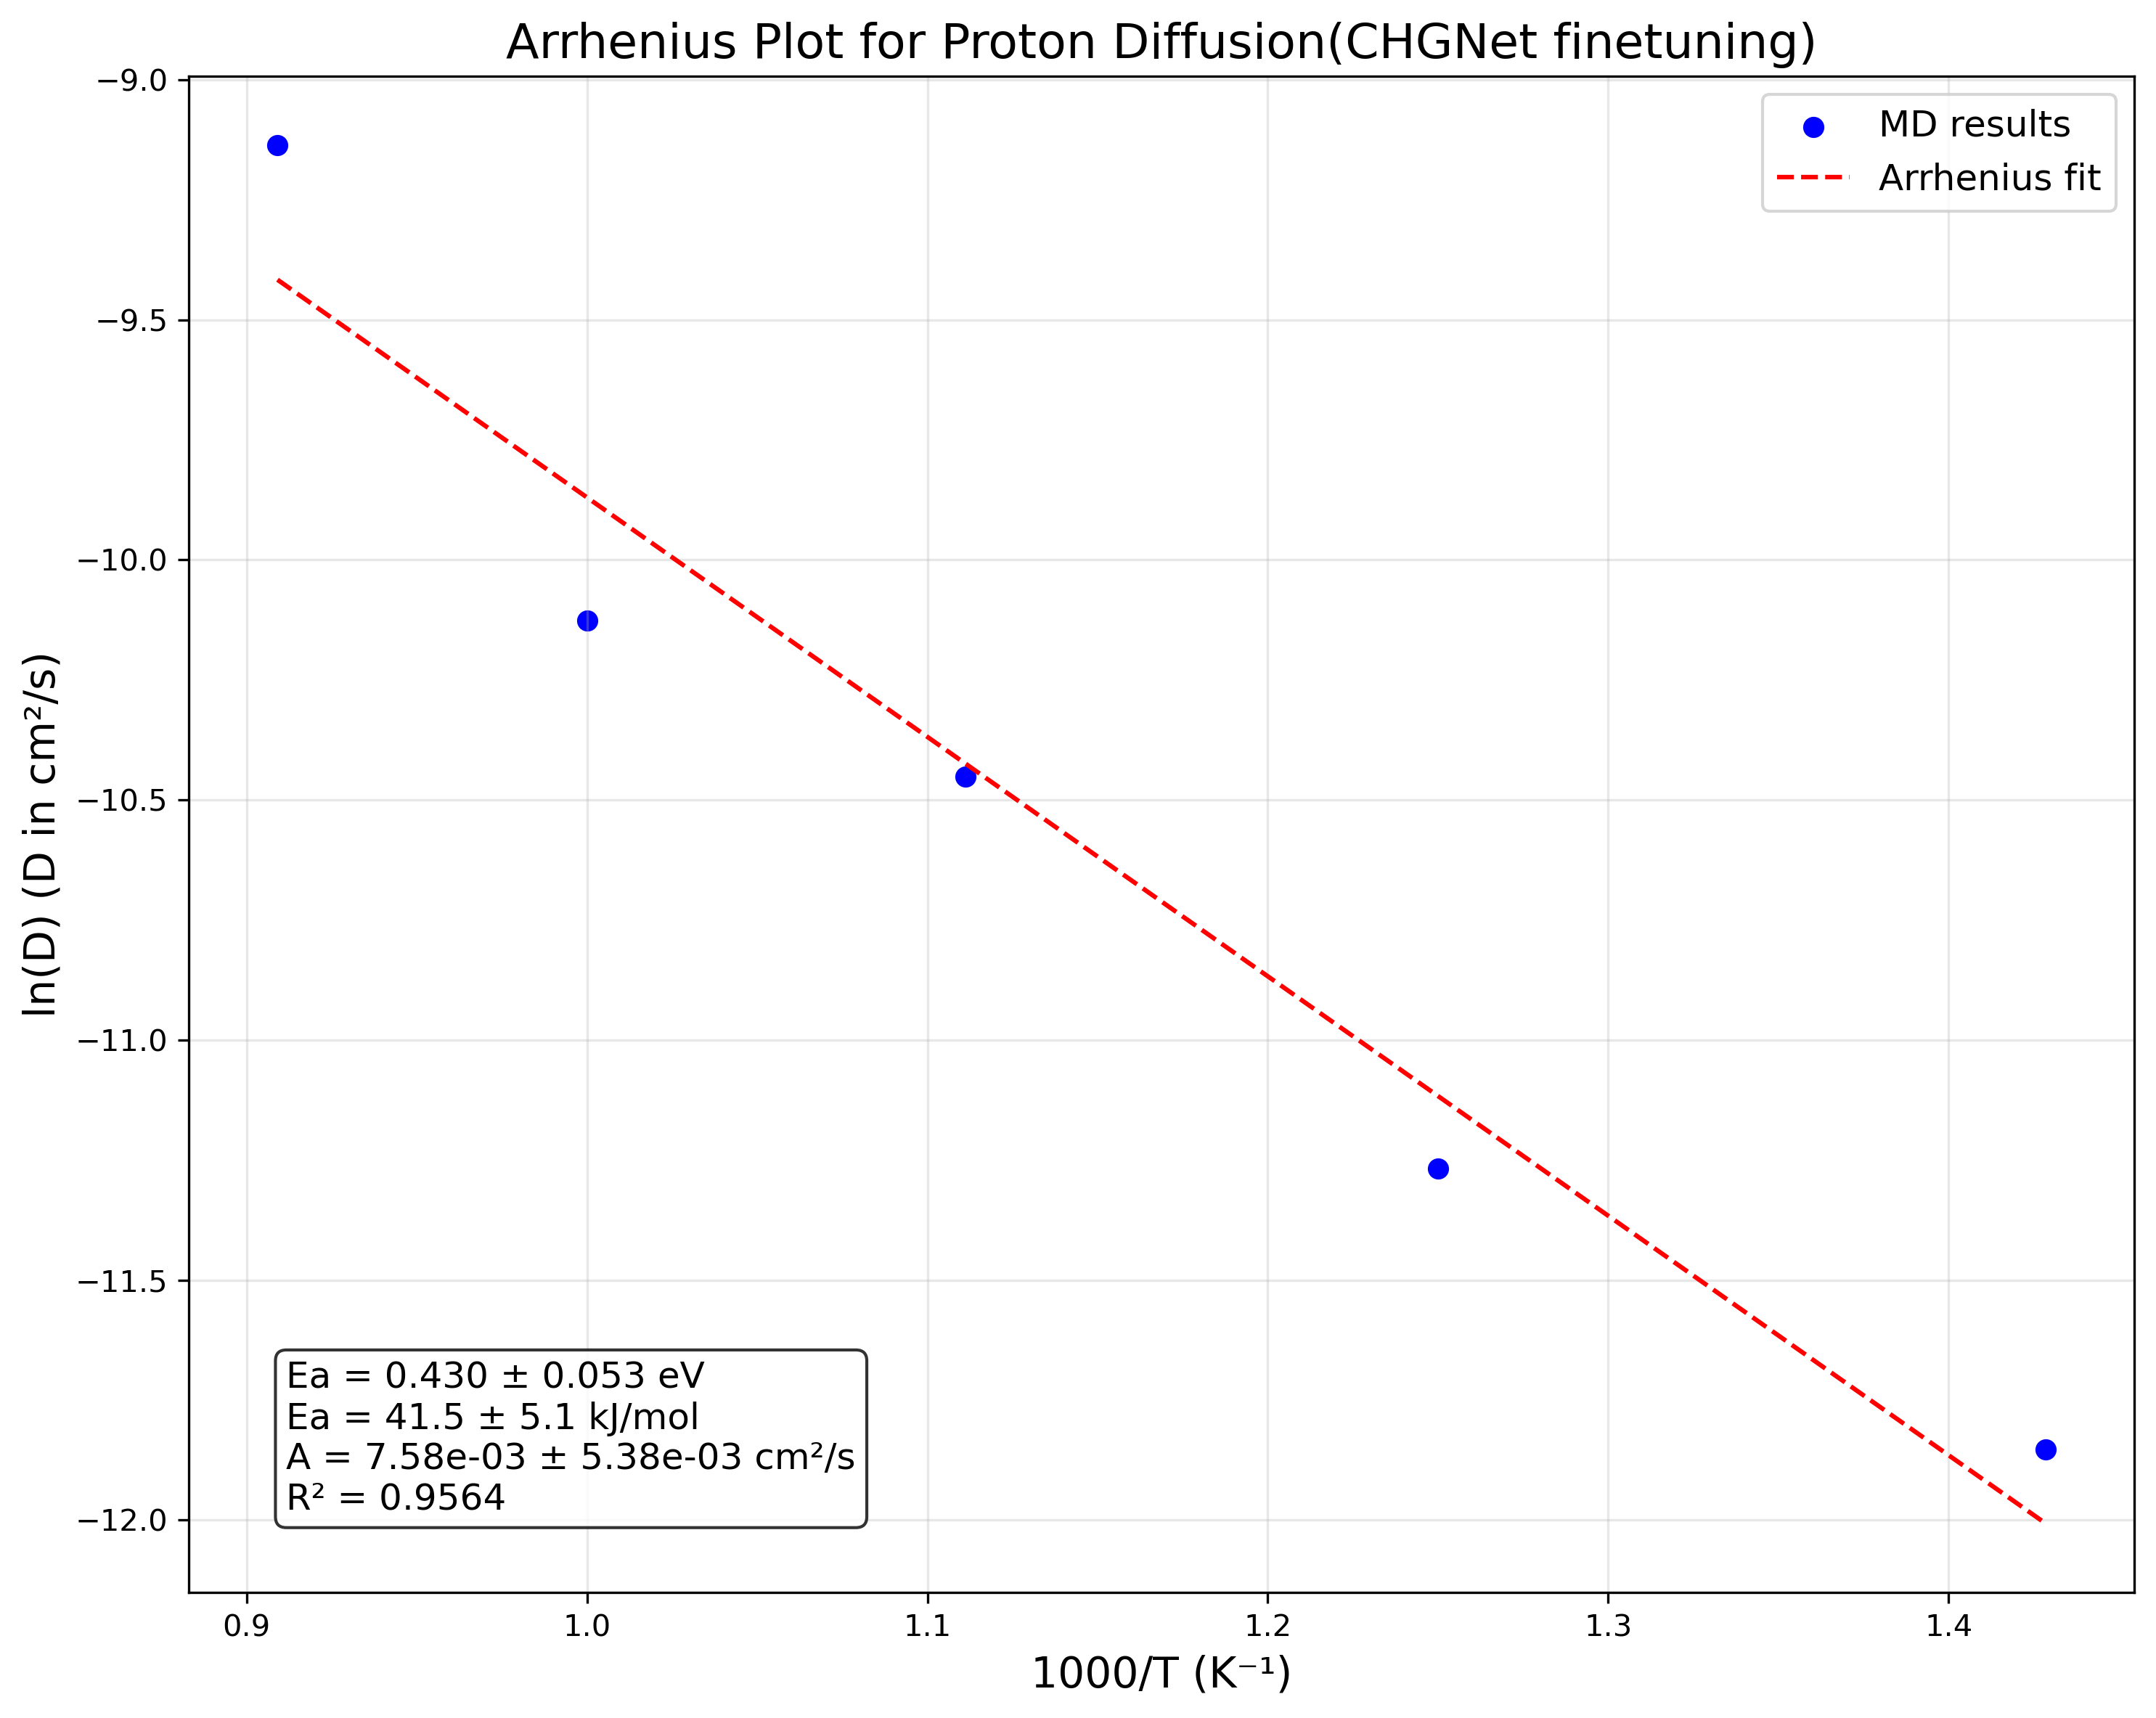 Arrhenius Plot for Proton Diffusion(CHGNet finetuning)
MD results
Arrhenius fit
ln(D) (D in cm²/s)
−9.0
−9.5
−10.0
−10.5
−11.0
−11.5
−12.0
Ea = 0.430 ± 0.053 eV
Ea = 41.5 ± 5.1 kJ/mol
A = 7.58e-03 ± 5.38e-03 cm²/s
R² = 0.9564
0.9 1.0 1.1 1.2 1.3 1.4
1000/T (K⁻¹)